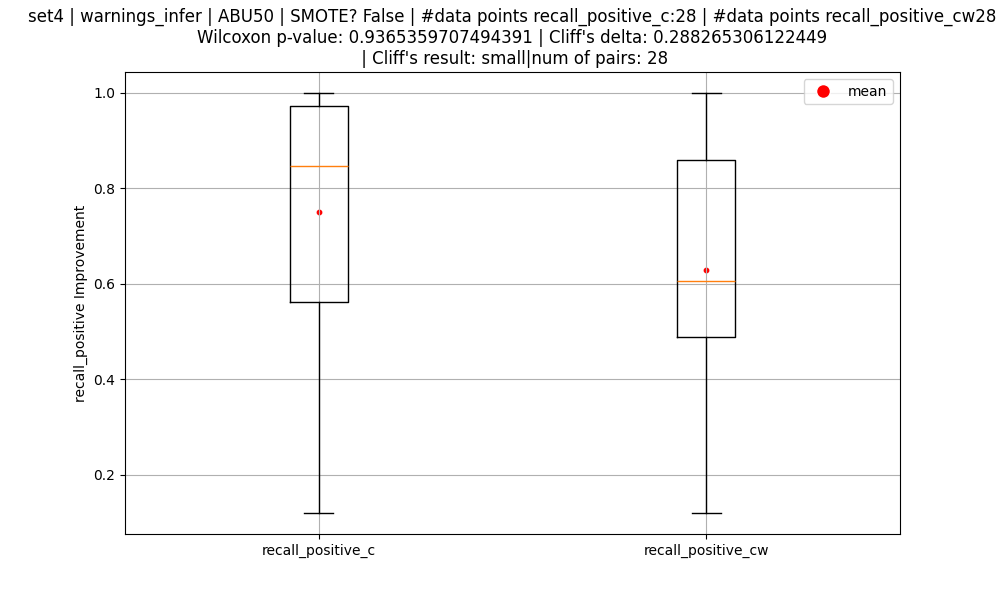 set4 | warnings_infer | ABU50 | SMOTE? False | #data points recall_positive_c:28 | #data points recall_positive_cw28
Wilcoxon p-value: 0.9365359707494391 | Cliff's delta: 0.288265306122449
| Cliff's result: small|num of pairs: 28
mean
1.0
0.8
0.6
0.4
0.2
recall_positive Improvement
recall_positive_c
recall_positive_cw